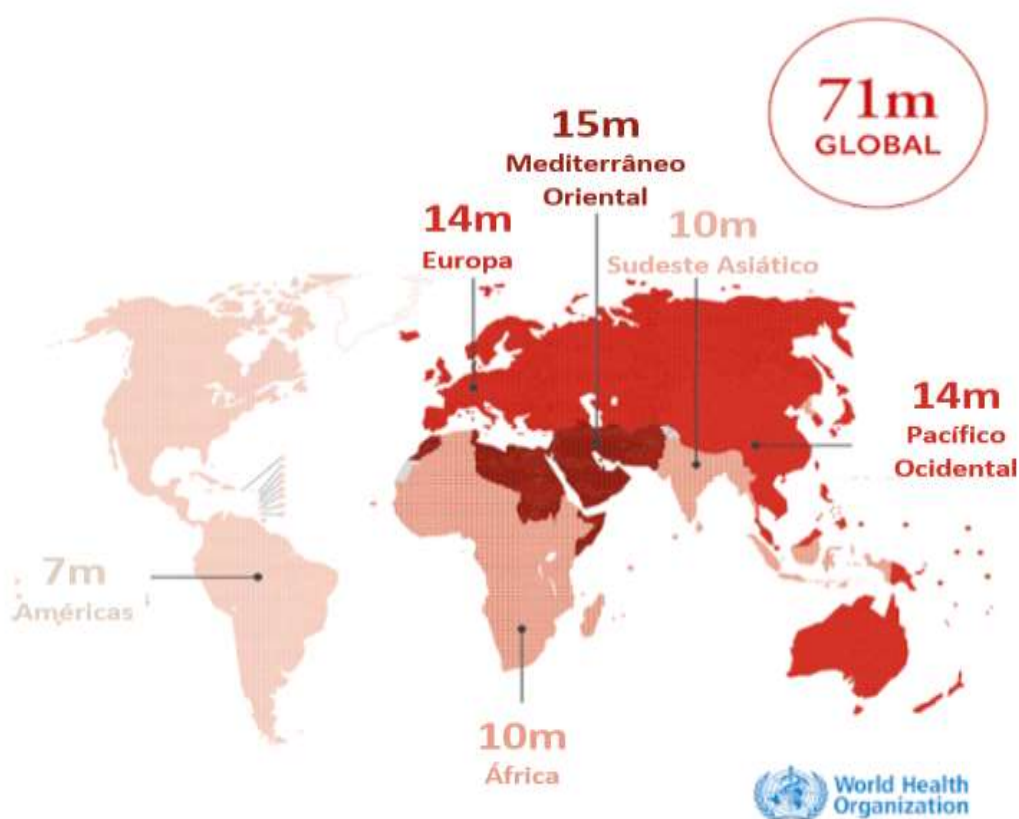 71m
GLOBAL
15m
Mediterrâneo
Oriental
14m
Europa
10m
Sudeste Asiático
14m
Pacífico
Ocidental
7m
Américas
10m
África
World Health
Organization